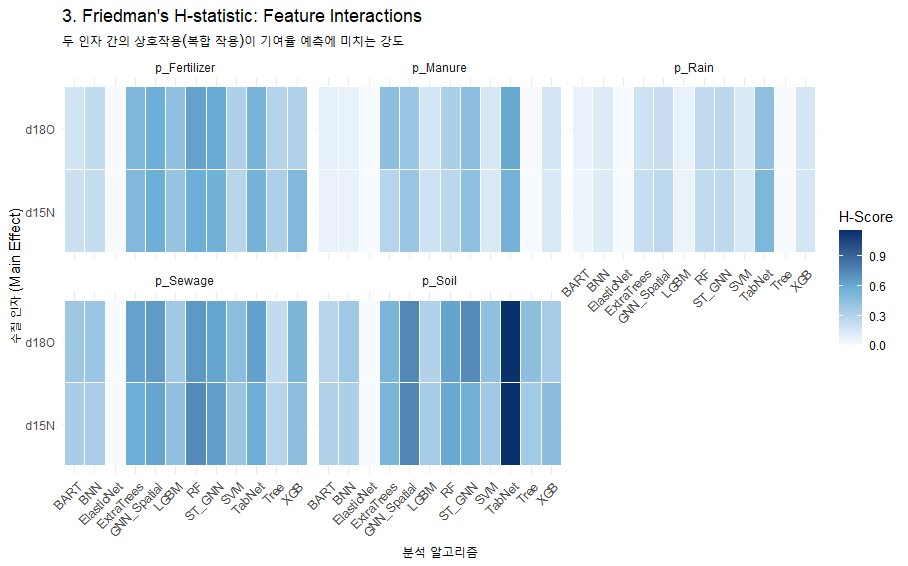 3. Friedman's H-statistic: Feature Interactions
두 인자 간의 상호작용(복합 작용)이 기여율 예측에 미치는 강도
p_Fertilizer
p_Manure
p_Rain
d18O
d15N
수질 인자 (Main Effect)
p_Sewage
p_Soil
d18O
d15N
BART
BNN
ElasticNet
ExtraTrees
GNN_Spatial
LGBM
RF
ST_GNN
SVM
TabNet
Tree
XGB
BART
BNN
ElasticNet
ExtraTrees
GNN_Spatial
LGBM
RF
ST_GNN
SVM
TabNet
Tree
XGB
BART
BNN
ElasticNet
ExtraTrees
GNN_Spatial
LGBM
RF
ST_GNN
SVM
TabNet
Tree
XGB
분석 알고리즘
H-Score
0.9
0.6
0.3
0.0